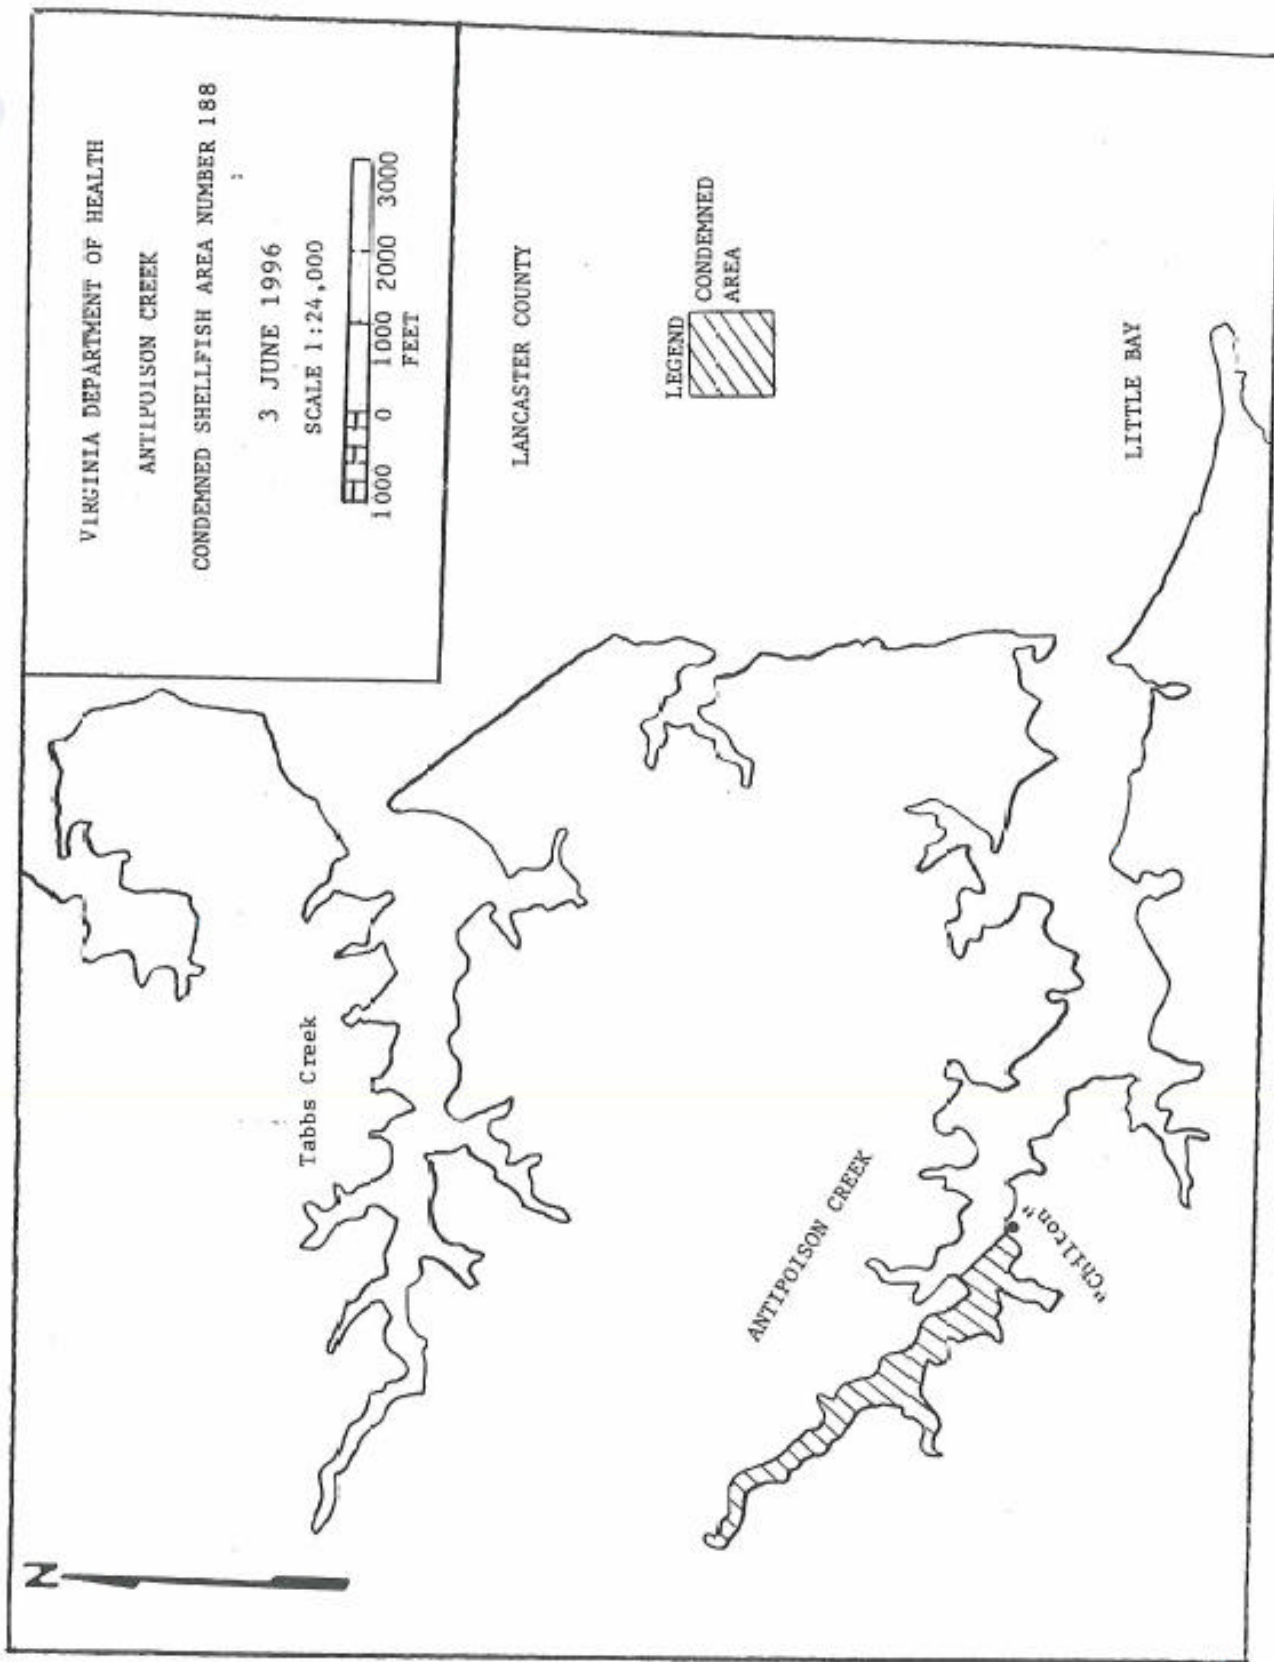 VIRGINIA DEPARTMENT OF HEALTH
ANTIPOISON CREEK
CONDEMNED SHELLFISH AREA NUMBER 188
3 JUNE 1996
SCALE 1:24,000
1000 0 1000 2000 3000
FEET
LANCASTER COUNTY
LEGEND
CONDEMNED
AREA
LITTLE BAY
Tabbs Creek
ANTIPOISON CREEK
"Chilton"
N